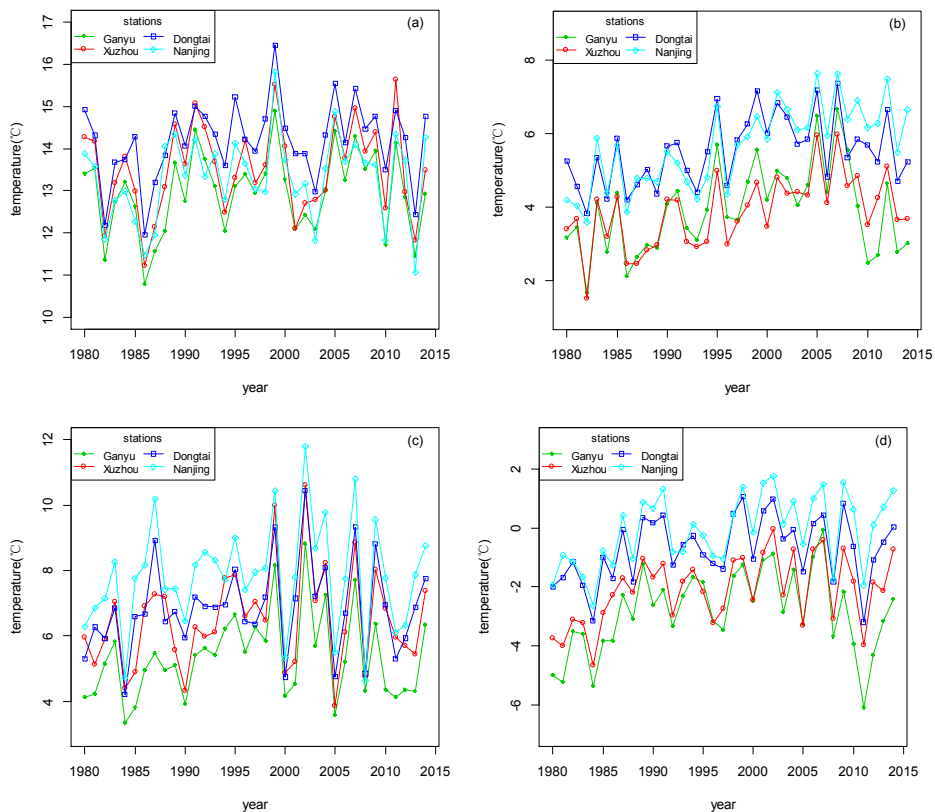 (a)
stations
Ganyu Dongtai
Xuzhou Nanjing
temperature(℃)
17
16
15
14
13
12
11
10
1980 1985 1990 1995 2000 2005 2010 2015
year
(b)
stations
Ganyu Dongtai
Xuzhou Nanjing
temperature(℃)
8
6
4
2
1980 1985 1990 1995 2000 2005 2010 2015
year
(c)
stations
Ganyu Dongtai
Xuzhou Nanjing
temperature(℃)
12
10
8
6
4
1980 1985 1990 1995 2000 2005 2010 2015
year
(d)
stations
Ganyu Dongtai
Xuzhou Nanjing
temperature(℃)
2
0
-2
-4
-6
1980 1985 1990 1995 2000 2005 2010 2015
year